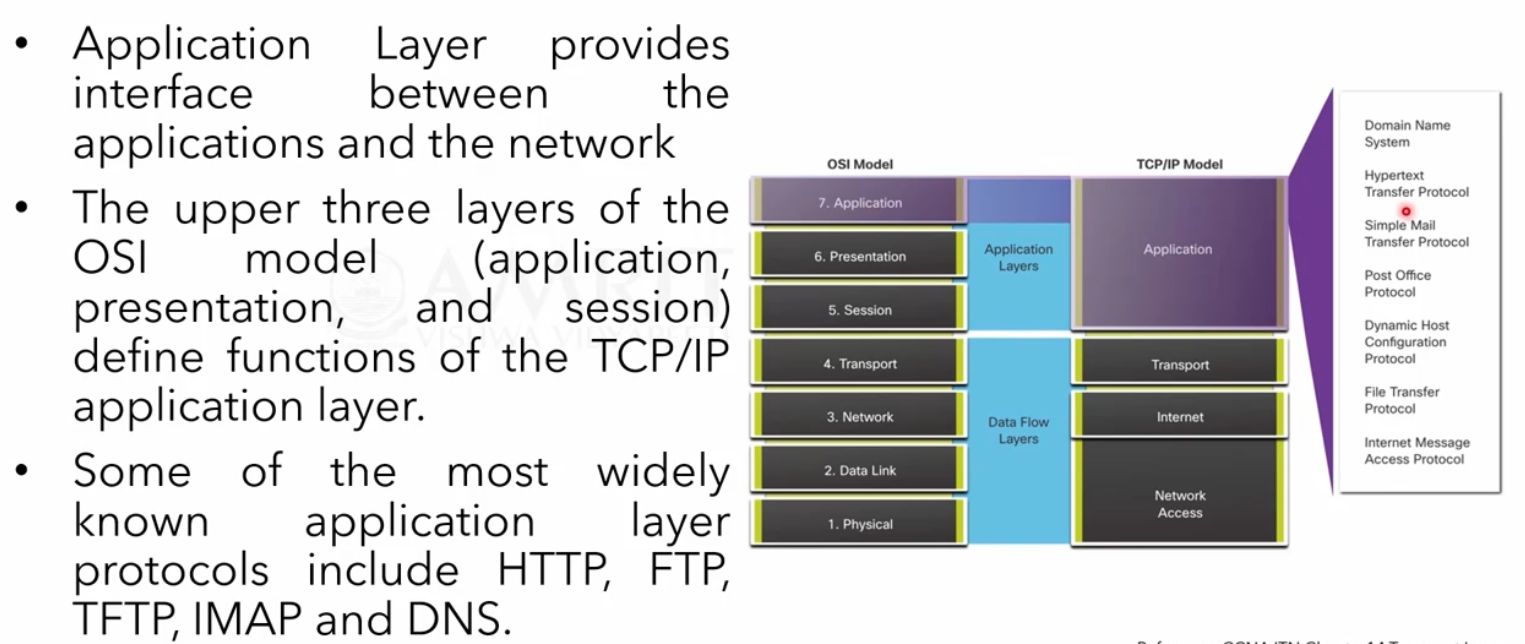 • Application Layer provides
interface between the
applications and the network
• The upper three layers of the
OSI model (application,
presentation, and session)
define functions of the TCP/IP
application layer.
• Some of the most widely
known application layer
protocols include HTTP, FTP,
TFTP, IMAP and DNS.
OSI Model
7. Application
6. Presentation
5. Session
4. Transport
3. Network
2. Data Link
1. Physical
Application
Layers
Data Flow
Layers
TCP/IP Model
Application
Transport
Internet
Network
Access
Domain Name
System
Hypertext
Transfer Protocol
Simple Mail
Transfer Protocol
Post Office
Protocol
Dynamic Host
Configuration
Protocol
File Transfer
Protocol
Internet Message
Access Protocol